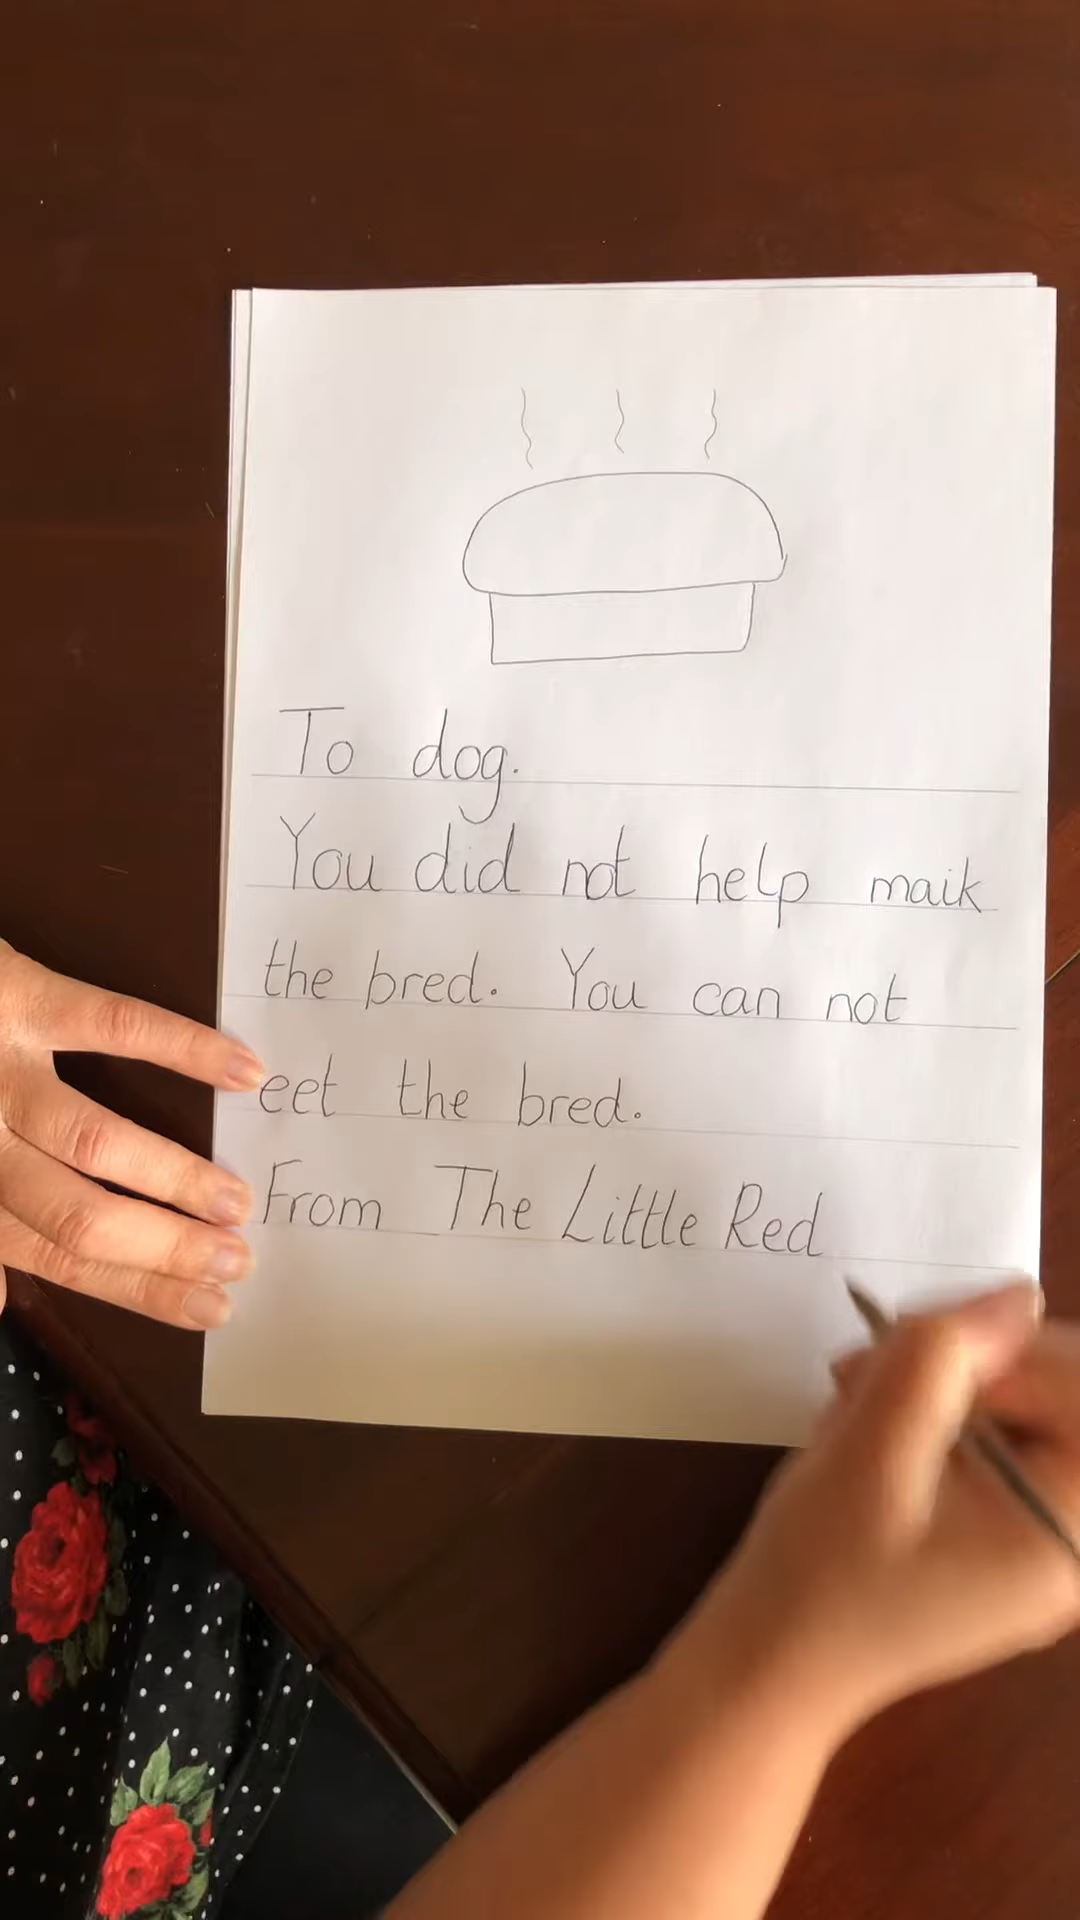 To dog.
You did not help maik
the bred. You can not
eet the bred.
From The Little Red